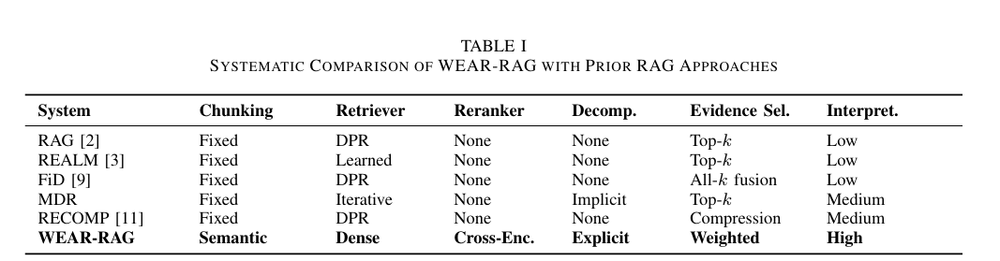 TABLE I
SYSTEMATIC COMPARISON OF WEAR-RAG WITH PRIOR RAG APPROACHES
System Chunking Retriever Reranker Decomp. Evidence Sel. Interpret.
RAG [2] Fixed DPR None None Top-k Low
REALM [3] Fixed Learned None None Top-k Low
FiD [9] Fixed DPR None None All-k fusion Low
MDR Fixed Iterative None Implicit Top-k Medium
RECOMP [11] Fixed DPR None None Compression Medium
WEAR-RAG Semantic Dense Cross-Enc. Explicit Weighted High